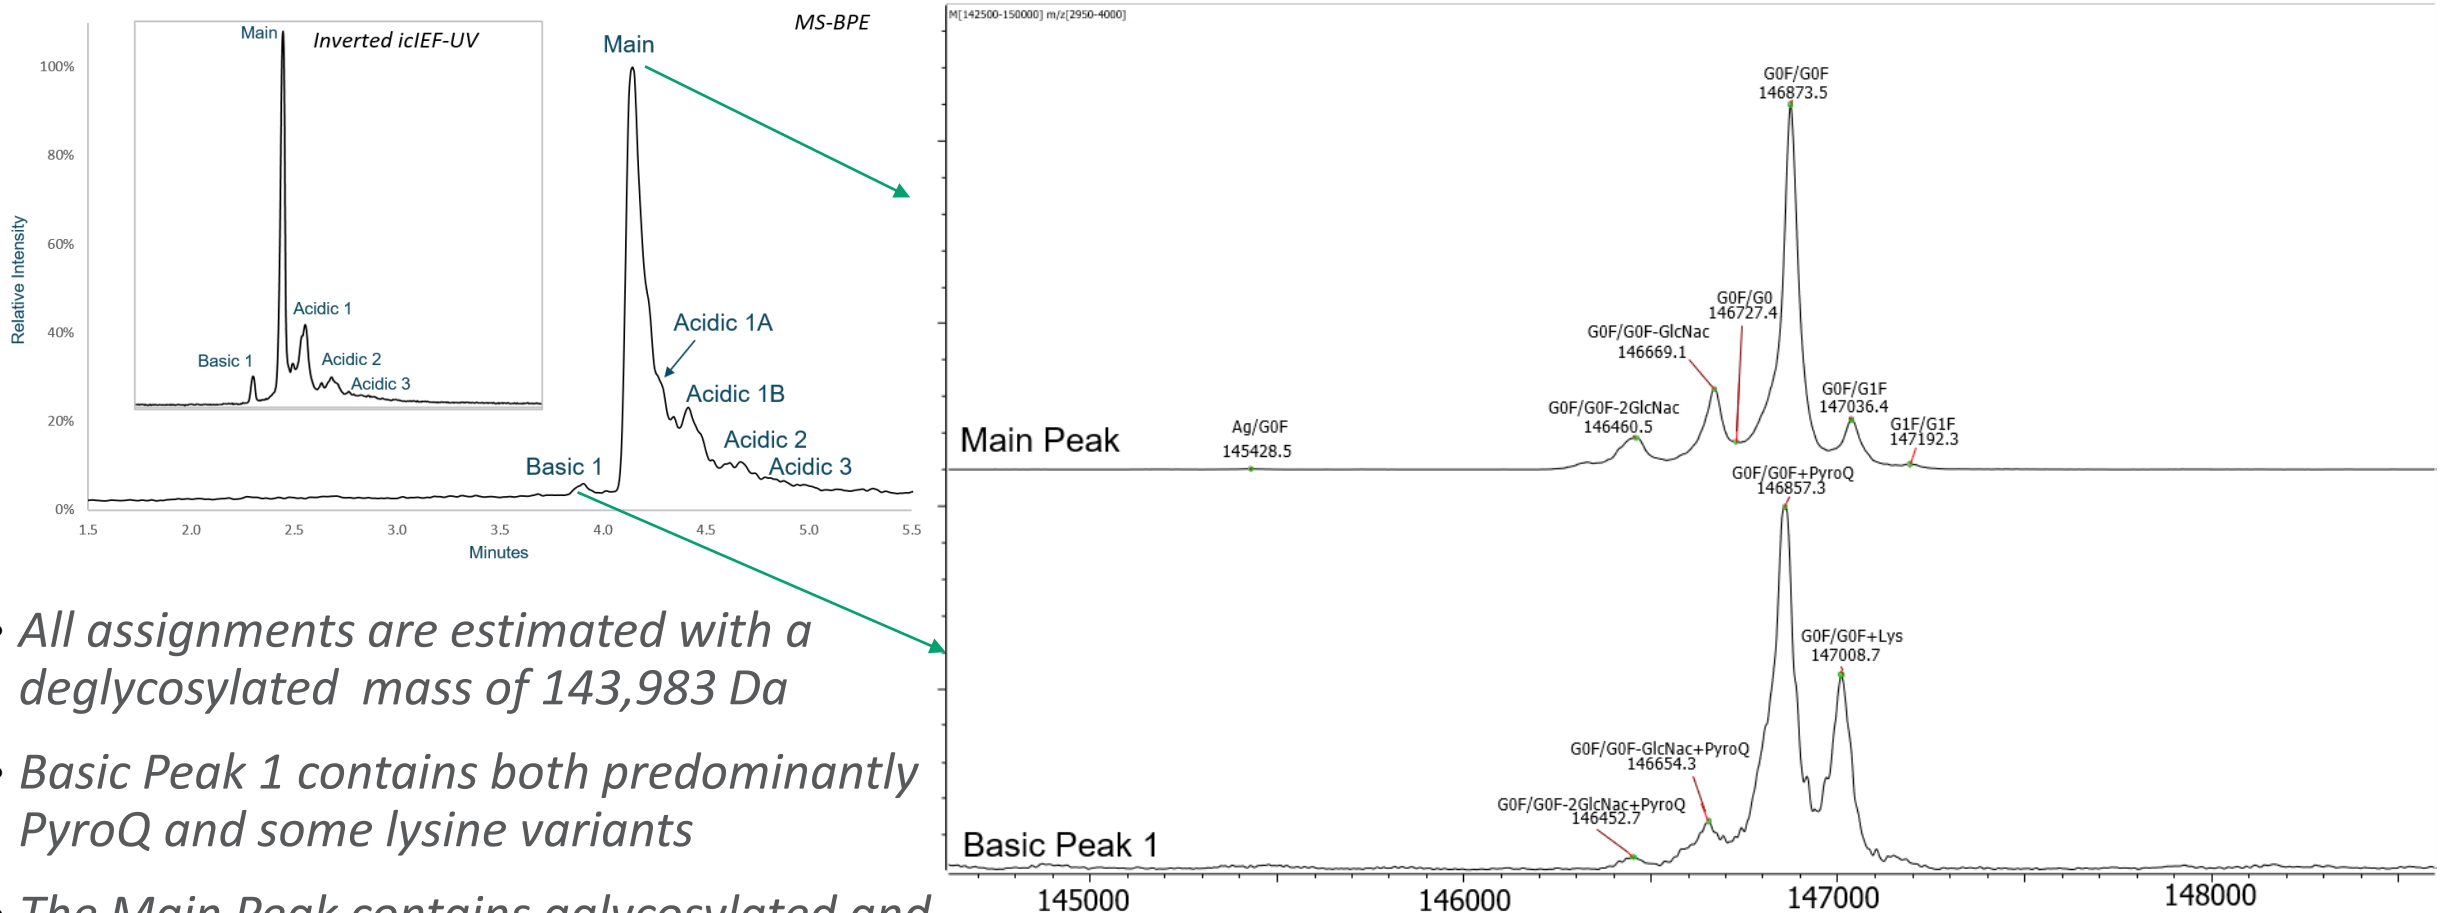 MS-BPE
Inverted icIEF-UV
Main
Basic 1
Acidic 1
Acidic 2
Acidic 3
Main
Acidic 1A
Acidic 1B
Acidic 2
Acidic 3
Basic 1
Relative Intensity
100%
80%
60%
40%
20%
0%
1.5 2.0 2.5 3.0 3.5 4.0 4.5 5.0 5.5
Minutes
• All assignments are estimated with a
deglycosylated mass of 143,983 Da
• Basic Peak 1 contains both predominantly
PyroQ and some lysine variants
• The Main Peak contains aglycosylated and
M[142500-150000] m/z[2950-4000]
G0F/G0F
146873.5
G0F/G0
146727.4
G0F/G0F-GlcNac
146669.1
G0F/G0F-2GlcNac
146460.5
Ag/G0F
145428.5
G0F/G1F
147036.4
G1F/G1F
147192.3
Main Peak
G0F/G0F+PyroQ
146857.3
G0F/G0F+Lys
147008.7
G0F/G0F-GlcNac+PyroQ
146654.3
G0F/G0F-2GlcNac+PyroQ
146452.7
Basic Peak 1
145000 146000 147000 148000